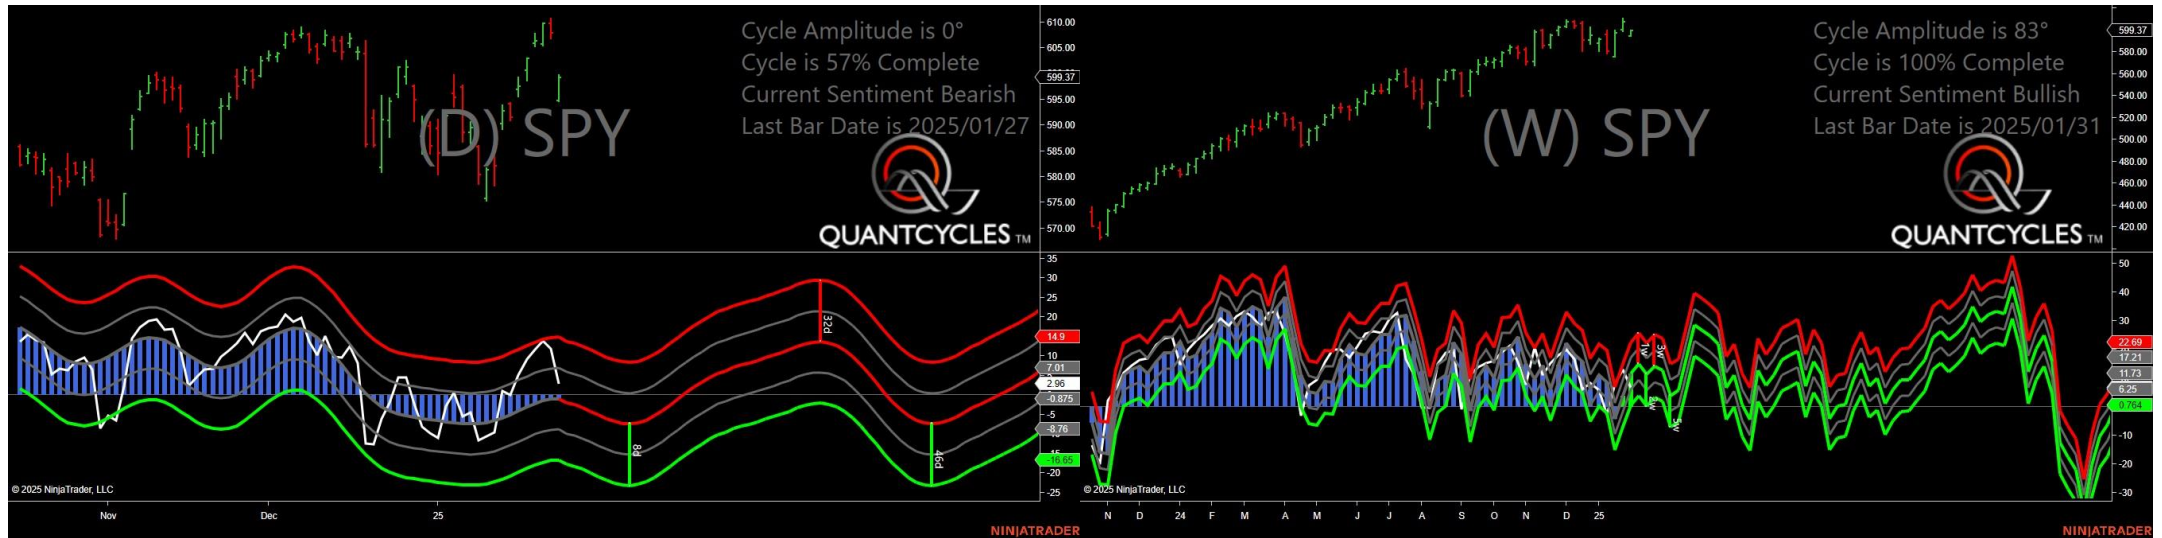 Cycle Amplitude is 0°
Cycle is 57% Complete
Current Sentiment Bearish
Last Bar Date is 2025/01/27
(D) SPY
QUANTCYCLES TM
610.00
605.00
599.37
595.00
590.00
585.00
580.00
575.00
570.00
35
30
25
20
14.9
10
7.01
2.96
-0.875
-5
-8.76
-16.65
-20
-25
32d
8d
46d
© 2025 NinjaTrader, LLC
Nov
Dec
25
NINJATRADER
Cycle Amplitude is 83°
Cycle is 100% Complete
Current Sentiment Bullish
Last Bar Date is 2025/01/31
(W) SPY
QUANTCYCLES TM
599.37
580.00
560.00
540.00
520.00
500.00
480.00
460.00
440.00
420.00
50
40
30
22.69
17.21
11.73
6.25
0.764
-10
-20
-30
1w
3w
2w
5w
© 2025 NinjaTrader, LLC
N D 24 F M A M J J A S O N D 25
NINJATRADER